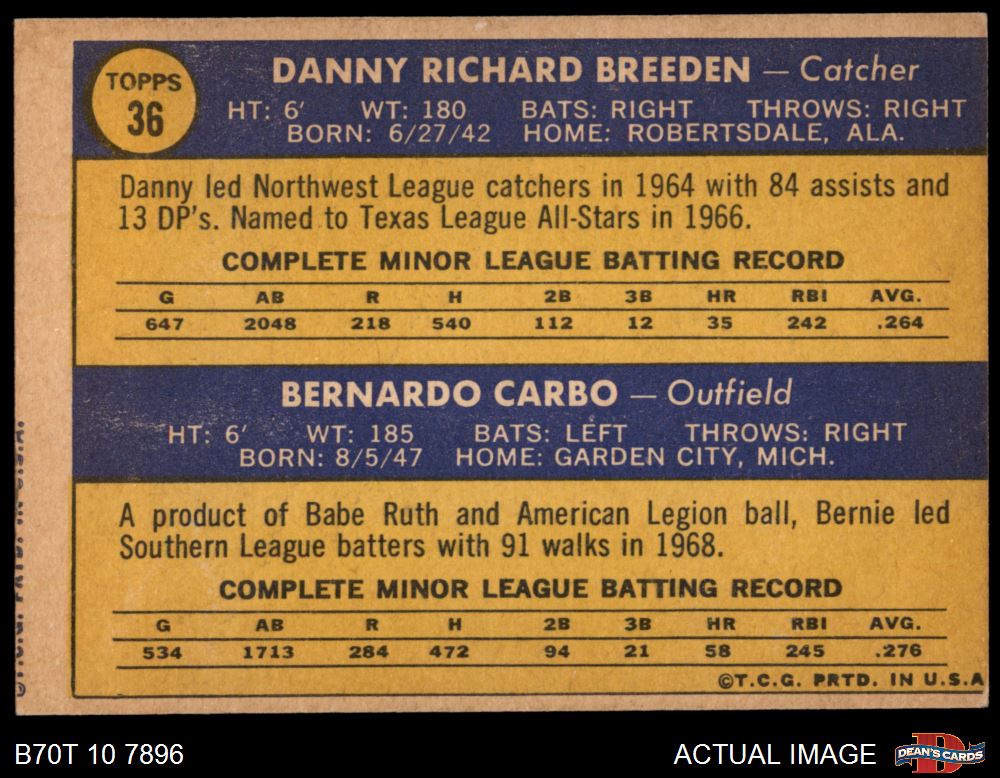 TOPPS
36
DANNY RICHARD BREEDEN — Catcher
HT: 6' WT: 180 BATS: RIGHT THROWS: RIGHT
BORN: 6/27/42 HOME: ROBERTSDALE, ALA.
Danny led Northwest League catchers in 1964 with 84 assists and
13 DP's. Named to Texas League All-Stars in 1966.
COMPLETE MINOR LEAGUE BATTING RECORD
G AB R H 2B 3B HR RBI AVG.
647 2048 218 540 112 12 35 242 .264
BERNARDO CARBO — Outfield
HT: 6' WT: 185 BATS: LEFT THROWS: RIGHT
BORN: 8/5/47 HOME: GARDEN CITY, MICH.
A product of Babe Ruth and American Legion ball, Bernie led
Southern League batters with 91 walks in 1968.
COMPLETE MINOR LEAGUE BATTING RECORD
G AB R H 2B 3B HR RBI AVG.
534 1713 284 472 94 21 58 245 .276
©T.C.G. PRTD. IN U.S.A
B70T 10 7896
ACTUAL IMAGE
DEAN'S CARDS